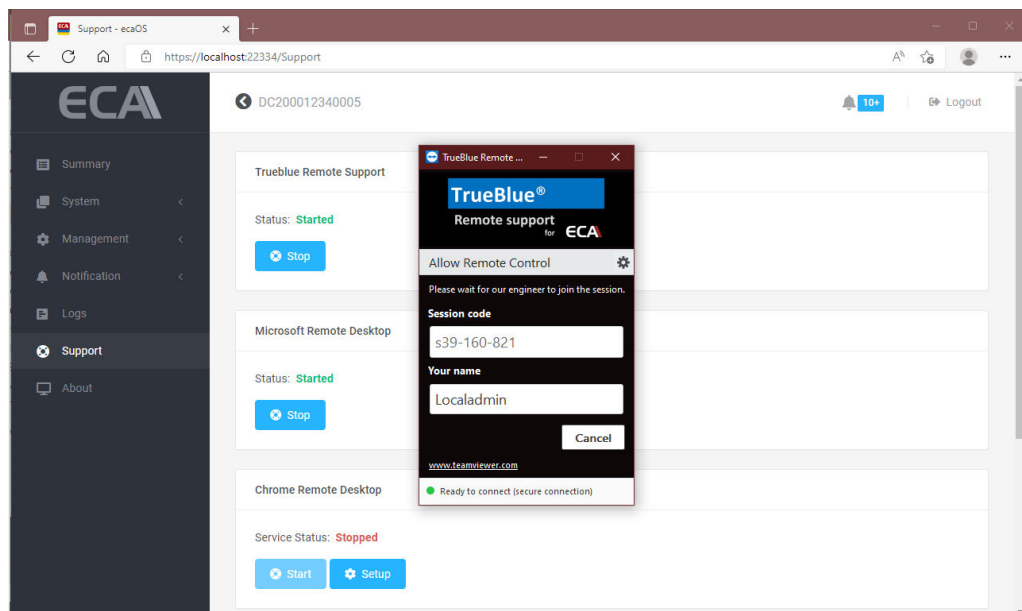 Support - ecaOS
https://localhost:22334/Support
ECA
DC200012340005
10+
Logout
Summary
System
Management
Notification
Logs
Support
About
Trueblue Remote Support
Status: Started
Stop
Microsoft Remote Desktop
Status: Started
Stop
Chrome Remote Desktop
Service Status: Stopped
Start
Setup
TrueBlue Remote ...
TrueBlue®
Remote support
for ECA
Allow Remote Control
Please wait for our engineer to join the session.
Session code
s39-160-821
Your name
Localadmin
Cancel
www.teamviewer.com
Ready to connect (secure connection)